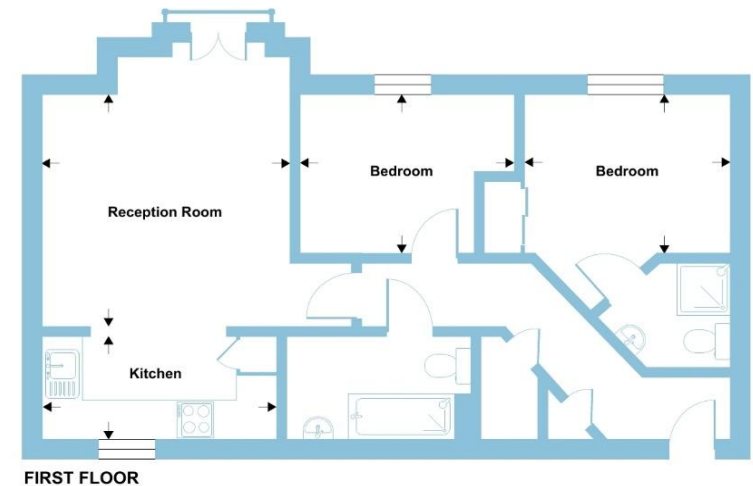 Bedroom
Bedroom
Reception Room
Kitchen
FIRST FLOOR